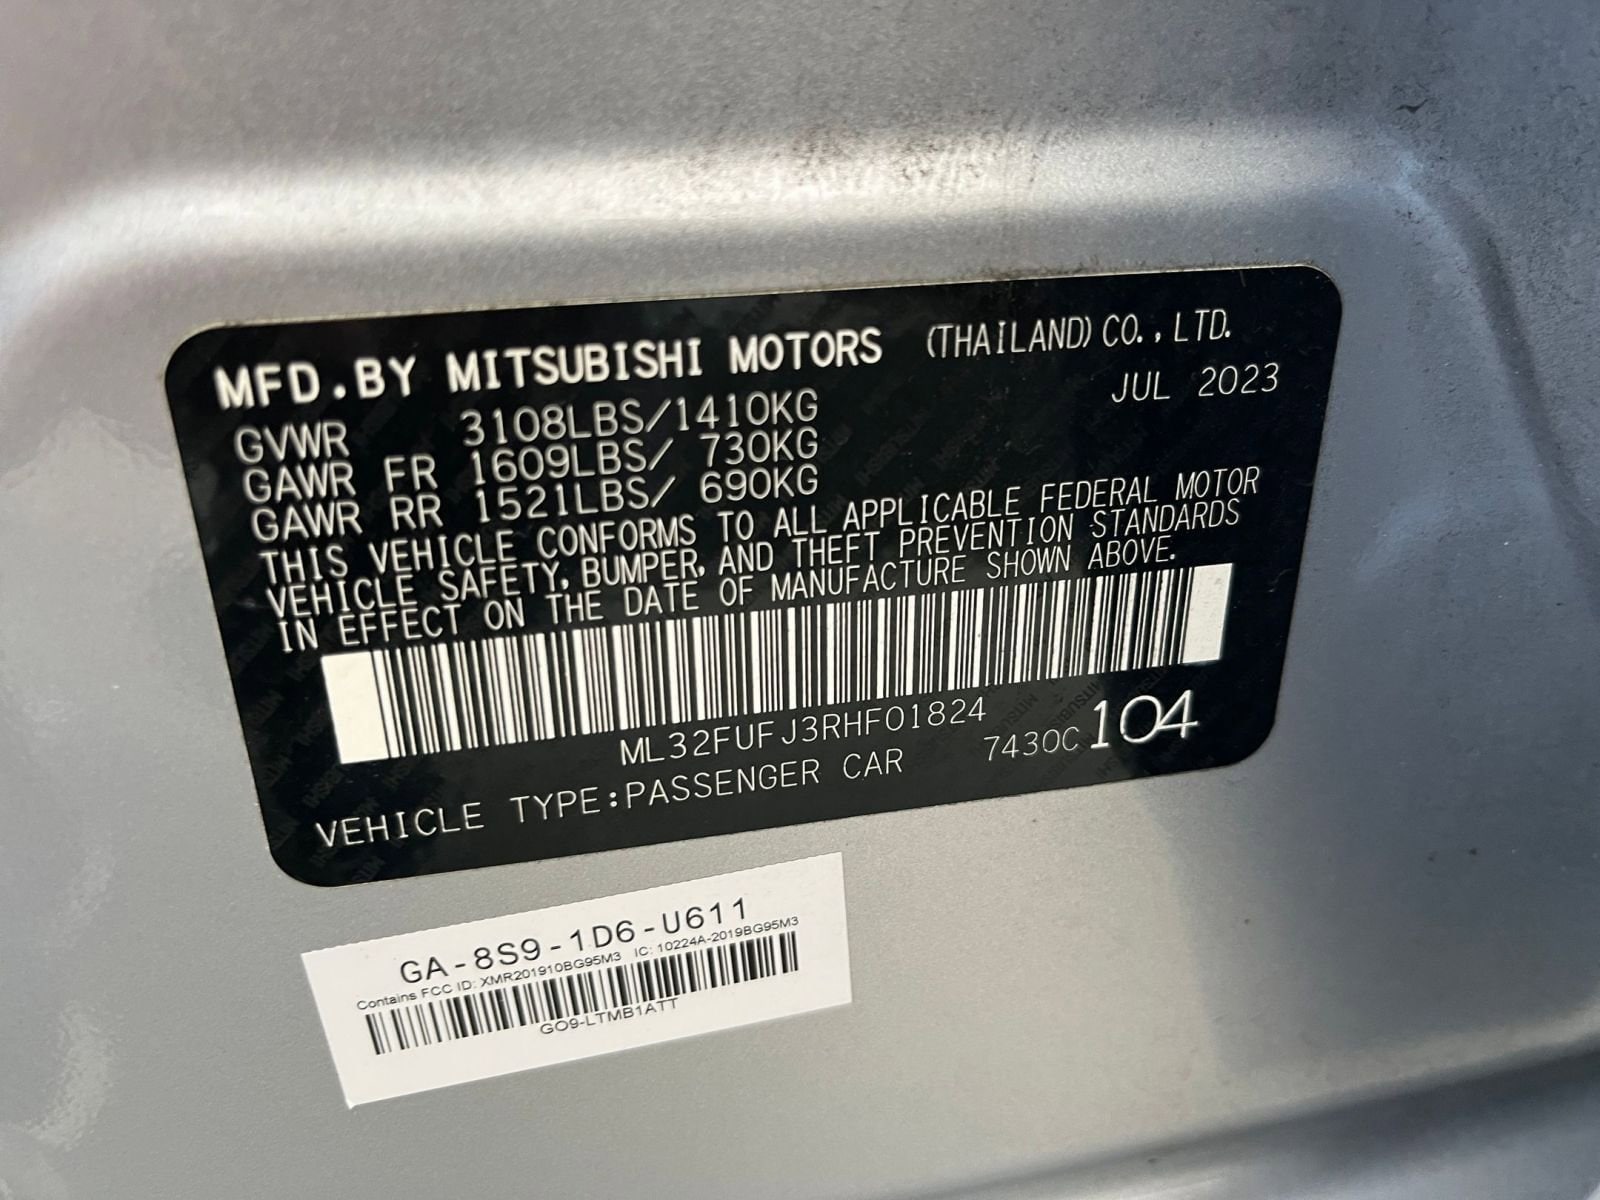 MFD.BY MITSUBISHI MOTORS (THAILAND) CO.,LTD.
JUL 2023
GVWR 3108LBS/1410KG
GAWR FR 1609LBS/ 730KG
GAWR RR 1521LBS/ 690KG
THIS VEHICLE CONFORMS TO ALL APPLICABLE FEDERAL MOTOR
VEHICLE SAFETY, BUMPER, AND THEFT PREVENTION STANDARDS
IN EFFECT ON THE DATE OF MANUFACTURE SHOWN ABOVE.
ML32FUFJ3RHF01824
7430C 104
VEHICLE TYPE:PASSENGER CAR
GA-8S9-1D6-U611
Contains FCC ID: XMR201910BG95M3 IC: 10224A-2019BG95M3
GO9-LTMB1ATT